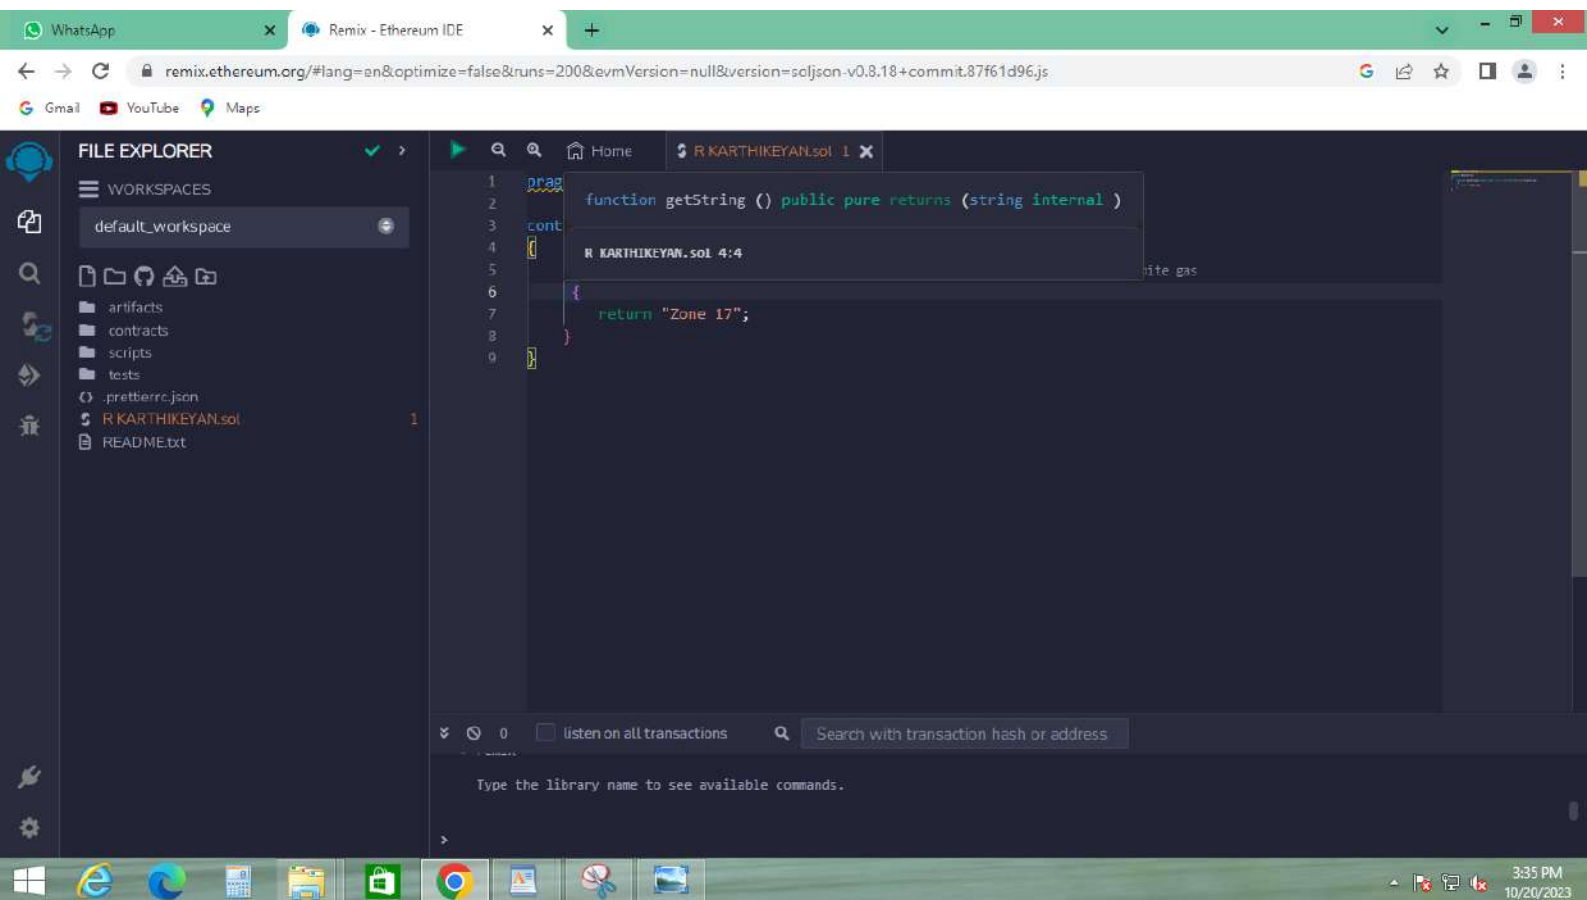 WhatsApp
Remix - Ethereum IDE
remix.ethereum.org/#lang=en&optimize=false&runs=200&evmVersion=null&version=soljson-v0.8.18+commit.87f61d96.js
Gmail YouTube Maps
FILE EXPLORER
WORKSPACES
default_workspace
artifacts
contracts
scripts
tests
.prettierrc.json
R KARTHIKEYAN.sol 1
README.txt
Home R KARTHIKEYAN.sol 1
1 prag
function getString () public pure returns (string internal )
2
3 cont
4 {
R KARTHIKEYAN.sol 4:4
5 gas
6 {
7 return "Zone 17";
8 }
9 }
0 listen on all transactions Search with transaction hash or address
Type the library name to see available commands.
>
3:35 PM
10/20/2023